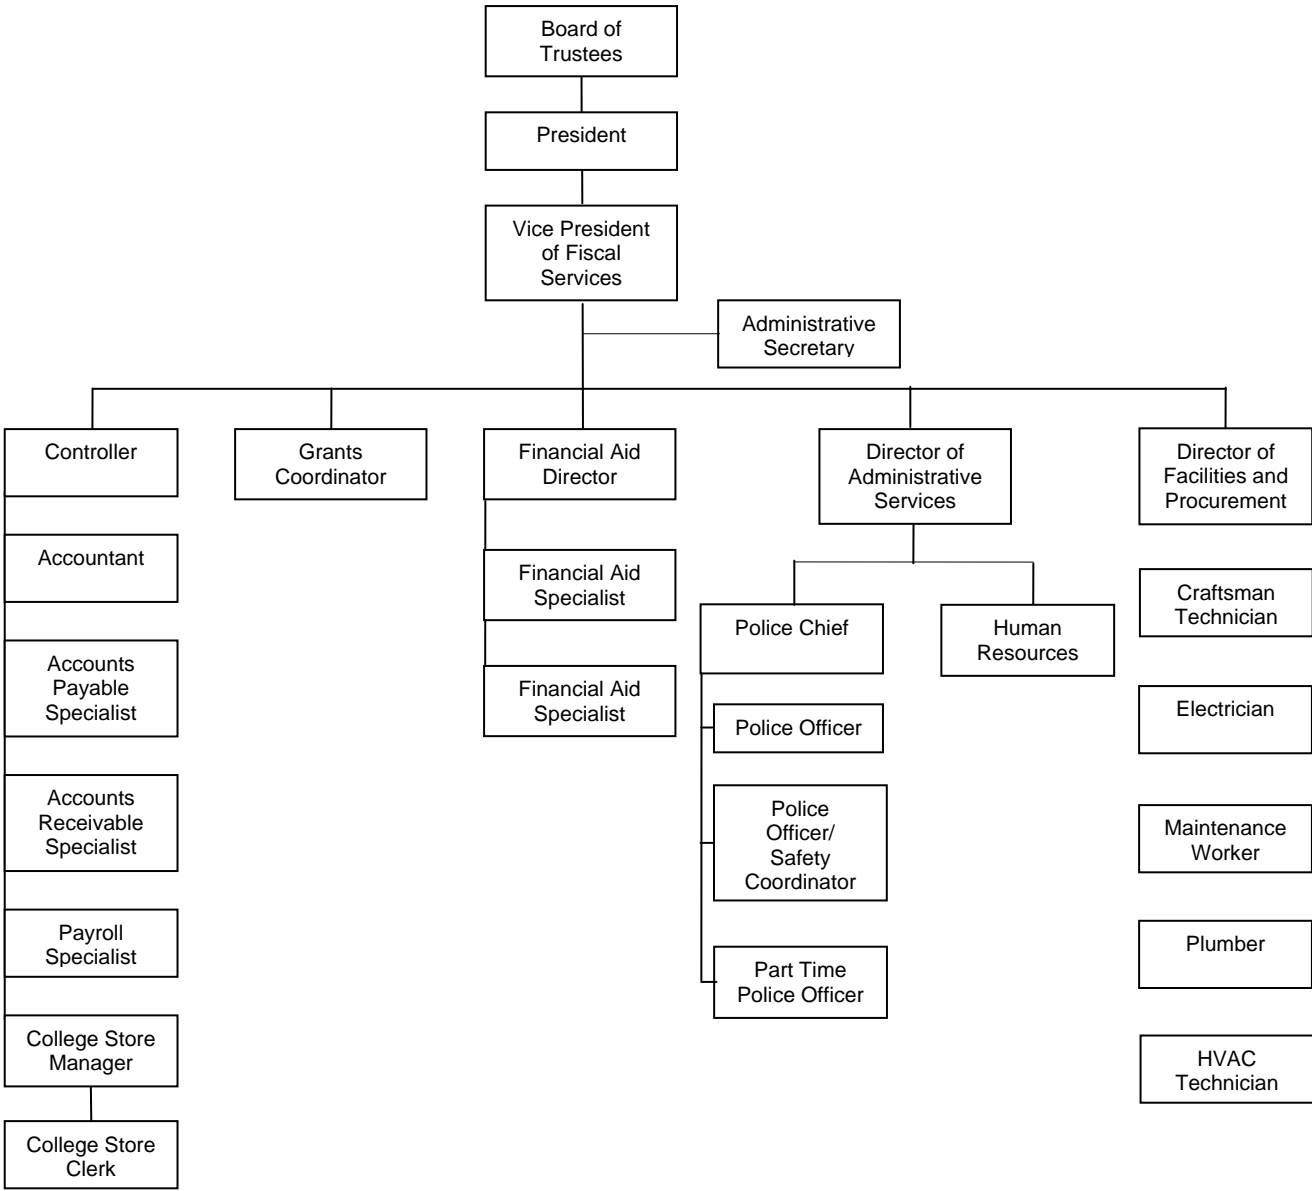 Board of
Trustees
President
Vice President
of Fiscal
Services
Administrative
Secretary
Controller
Grants
Coordinator
Financial Aid
Director
Director of
Administrative
Services
Director of
Facilities and
Procurement
Accountant
Accounts
Payable
Specialist
Accounts
Receivable
Specialist
Payroll
Specialist
College Store
Manager
College Store
Clerk
Financial Aid
Specialist
Financial Aid
Specialist
Police Chief
Human
Resources
Police Officer
Police
Officer/
Safety
Coordinator
Part Time
Police Officer
Craftsman
Technician
Electrician
Maintenance
Worker
Plumber
HVAC
Technician